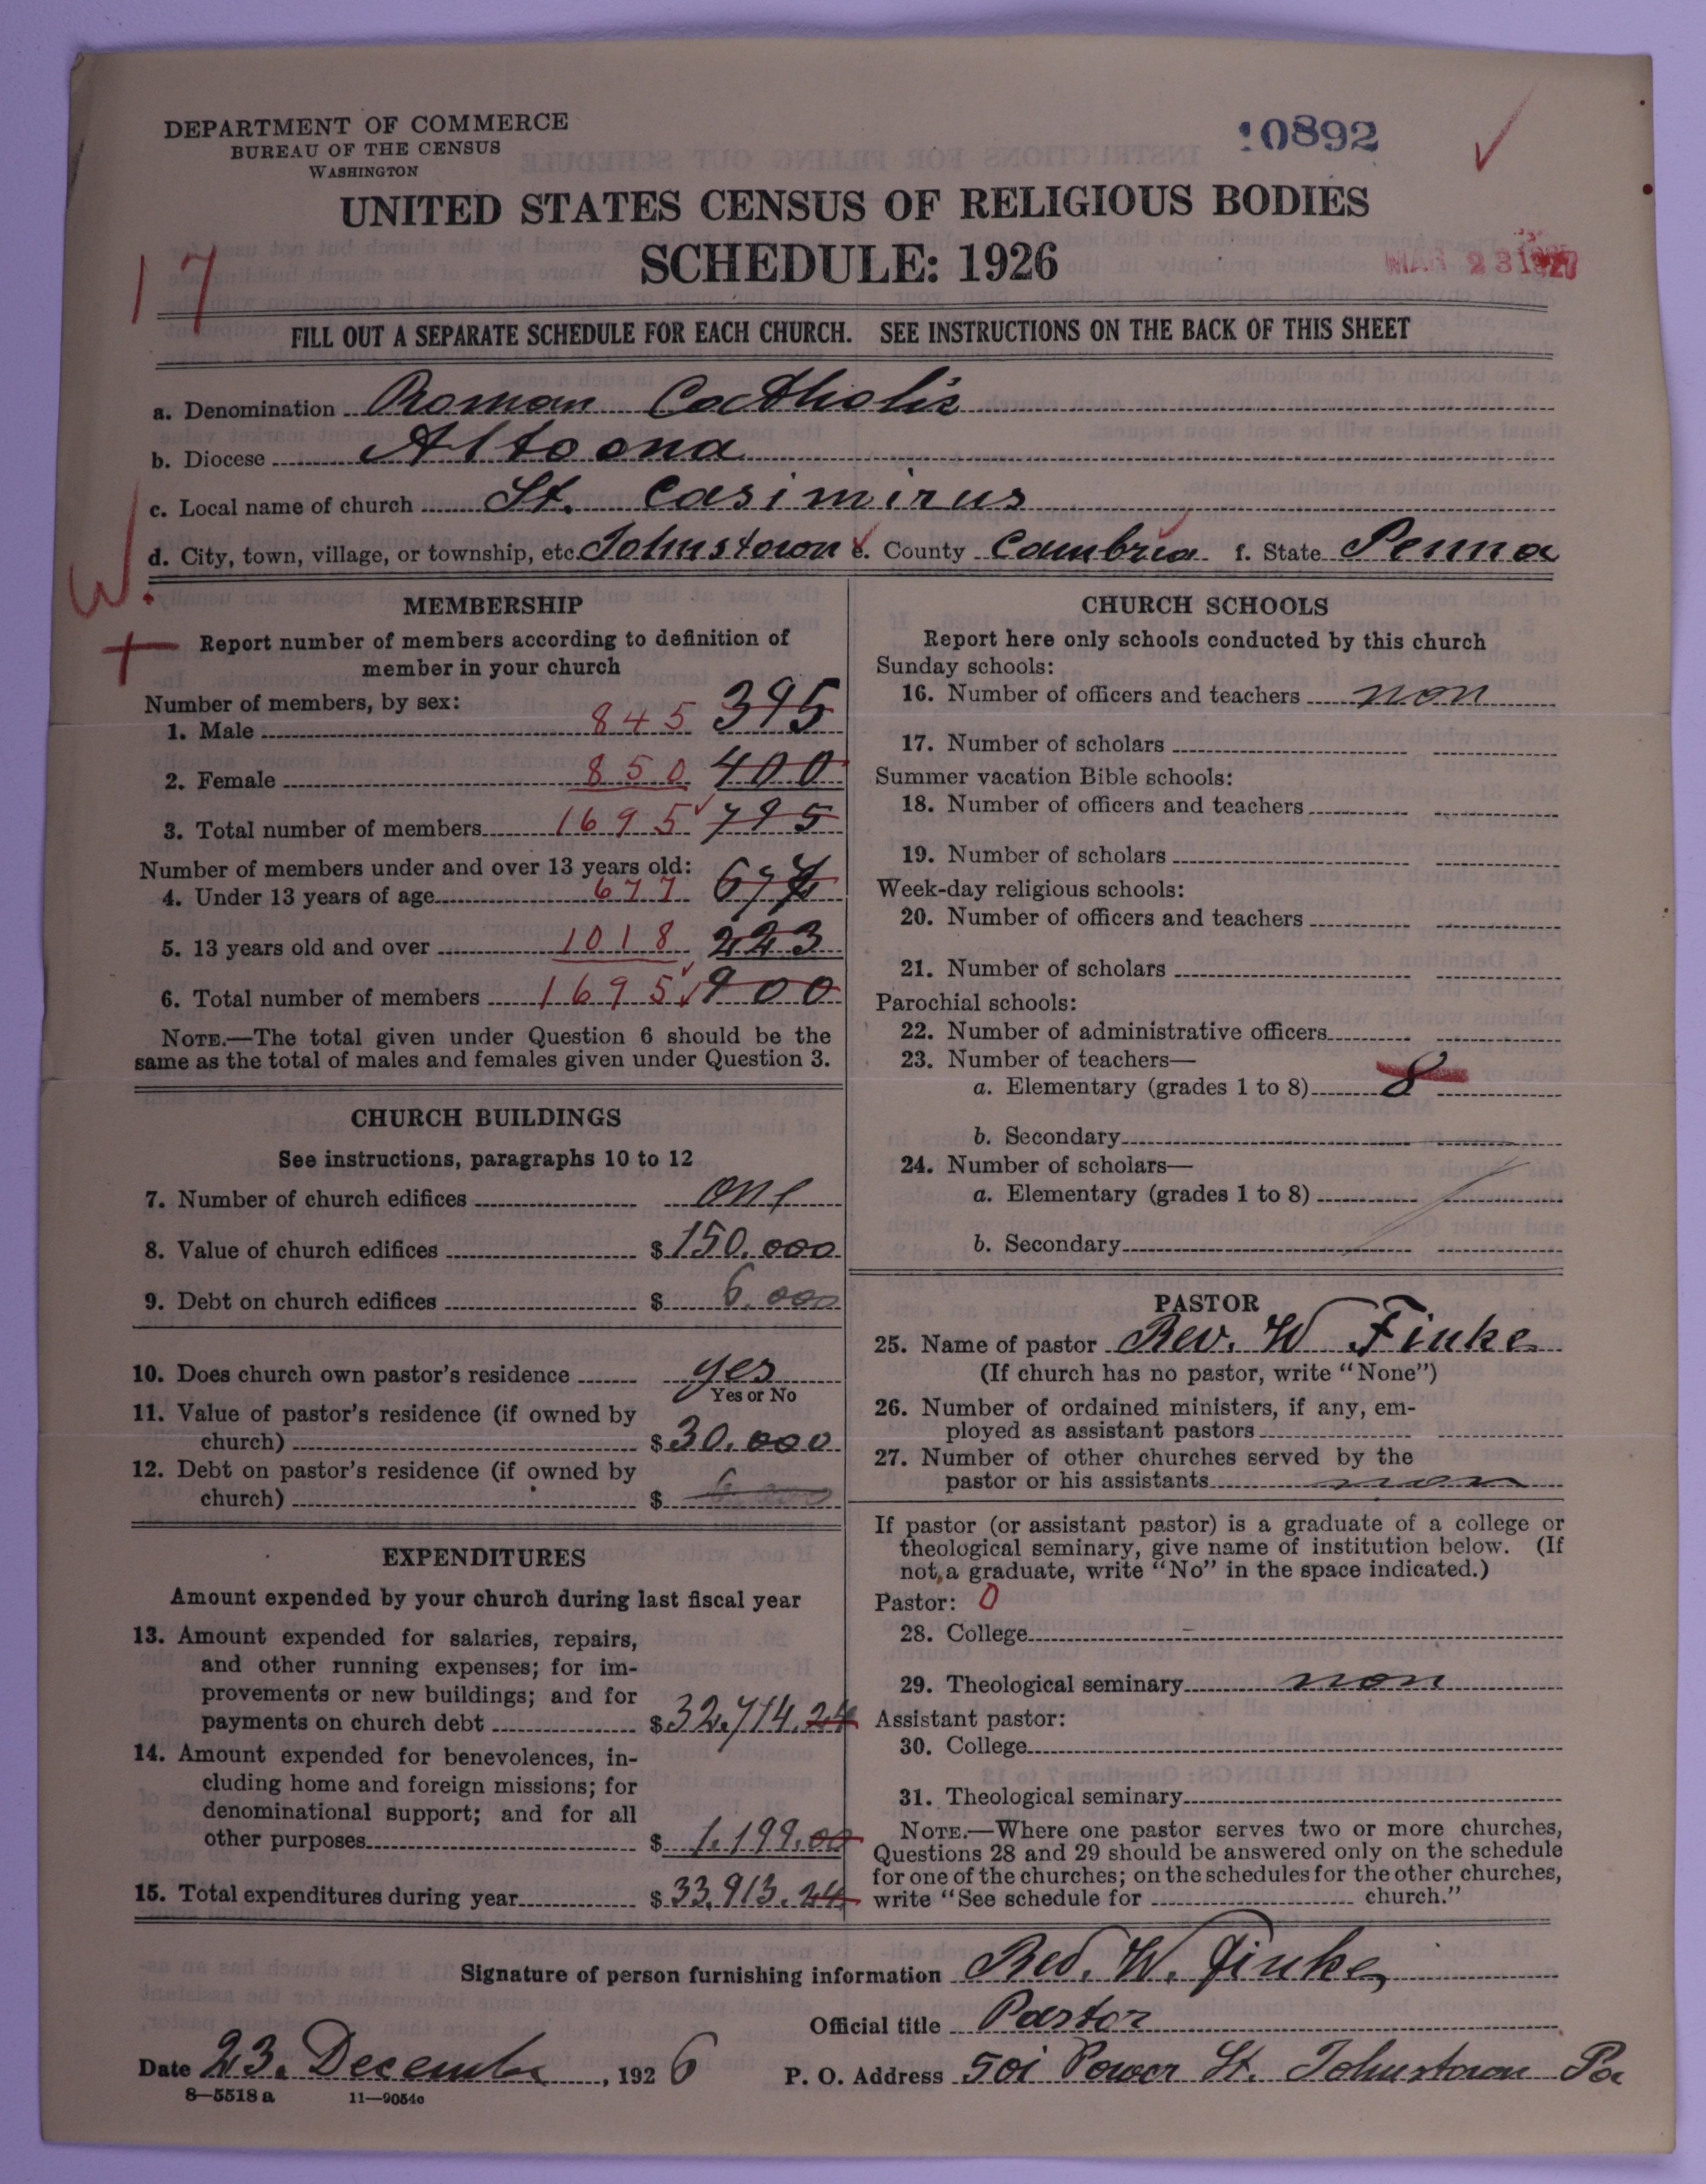 DEPARTMENT OF COMMERCE
BUREAU OF THE CENSUS
WASHINGTON
10892
UNITED STATES CENSUS OF RELIGIOUS BODIES
SCHEDULE: 1926
17
MAR 23 1927
FILL OUT A SEPARATE SCHEDULE FOR EACH CHURCH. SEE INSTRUCTIONS ON THE BACK OF THIS SHEET
a. Denomination Roman Catholic
b. Diocese Altoona
c. Local name of church St. Casimirus
d. City, town, village, or township, etc. Johnstown e. County Cambria f. State Penna
W.
MEMBERSHIP
Report number of members according to definition of
member in your church
Number of members, by sex:
1. Male 845 395
2. Female 850 400
3. Total number of members 1695 795
Number of members under and over 13 years old:
4. Under 13 years of age 677
5. 13 years old and over 1018 223
6. Total number of members 1695 900
NOTE.—The total given under Question 6 should be the
same as the total of males and females given under Question 3.
CHURCH BUILDINGS
See instructions, paragraphs 10 to 12
7. Number of church edifices one
8. Value of church edifices $150.000
9. Debt on church edifices $6.000
10. Does church own pastor's residence yes
Yes or No
11. Value of pastor's residence (if owned by
church) $30.000
12. Debt on pastor's residence (if owned by
church) $6.000
EXPENDITURES
Amount expended by your church during last fiscal year
13. Amount expended for salaries, repairs,
and other running expenses; for im-
provements or new buildings; and for
payments on church debt $32.714.24
14. Amount expended for benevolences, in-
cluding home and foreign missions; for
denominational support; and for all
other purposes $1.199.00
15. Total expenditures during year $33.913.24
CHURCH SCHOOLS
Report here only schools conducted by this church
Sunday schools:
16. Number of officers and teachers non
17. Number of scholars
Summer vacation Bible schools:
18. Number of officers and teachers
19. Number of scholars
Week-day religious schools:
20. Number of officers and teachers
21. Number of scholars
Parochial schools:
22. Number of administrative officers
23. Number of teachers—
a. Elementary (grades 1 to 8) 8
b. Secondary
24. Number of scholars—
a. Elementary (grades 1 to 8)
b. Secondary
PASTOR
25. Name of pastor Rev. W Finke
(If church has no pastor, write "None")
26. Number of ordained ministers, if any, em-
ployed as assistant pastors
27. Number of other churches served by the
pastor or his assistants non
If pastor (or assistant pastor) is a graduate of a college or
theological seminary, give name of institution below. (If
not a graduate, write "No" in the space indicated.)
Pastor: 0
28. College
29. Theological seminary non
Assistant pastor:
30. College
31. Theological seminary
NOTE.—Where one pastor serves two or more churches,
Questions 28 and 29 should be answered only on the schedule
for one of the churches; on the schedules for the other churches,
write "See schedule for church."
Signature of person furnishing information Rev. W. Finke
Official title Pastor
Date 23. December, 1926 P. O. Address 501 Power St. Johnstown Pa
8—5518 a 11—9054c